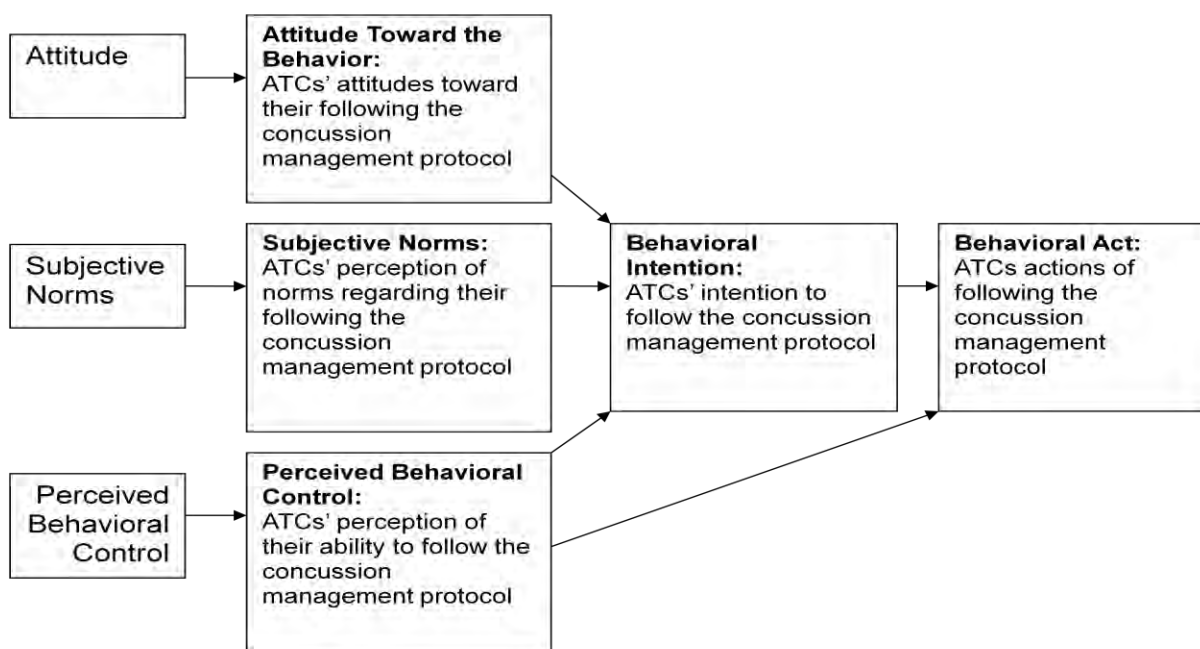 Attitude
Attitude Toward the
Behavior:
ATCs’ attitudes toward
their following the
concussion
management protocol
Subjective
Norms
Subjective Norms:
ATCs’ perception of
norms regarding their
following the
concussion
management protocol
Behavioral
Intention:
ATCs’ intention to
follow the concussion
management protocol
Behavioral Act:
ATCs actions of
following the
concussion
management
protocol
Perceived
Behavioral
Control
Perceived Behavioral
Control:
ATCs’ perception of
their ability to follow the
concussion
management protocol